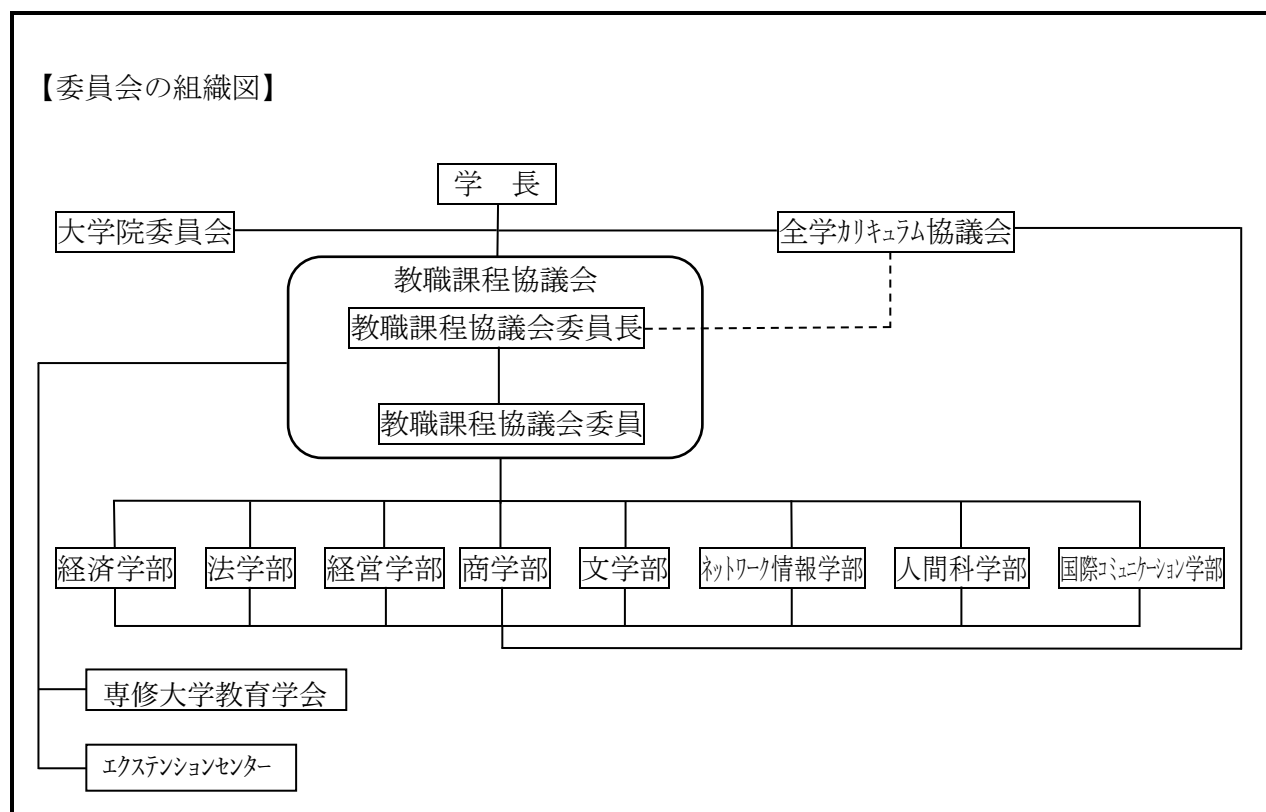 【委員会の組織図】
学　長
大学院委員会
全学ｶﾘｷｭﾗﾑ協議会
教職課程協議会
教職課程協議会委員長
教職課程協議会委員
経済学部
法学部
経営学部
商学部
文学部
ﾈｯﾄﾜｰｸ情報学部
人間科学部
国際ｺﾐｭﾆｹｰｼｮﾝ学部
専修大学教育学会
ｴｸｽﾃﾝｼｮﾝｾﾝﾀｰ